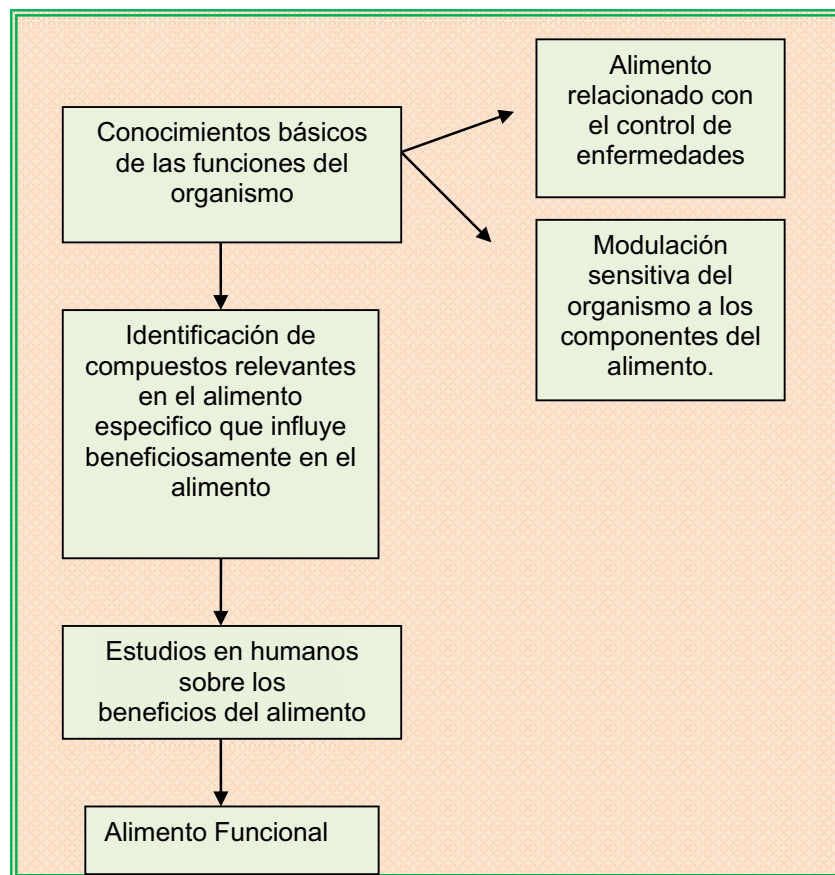 Conocimientos básicos
de las funciones del
organismo
Alimento
relacionado con
el control de
enfermedades
Modulación
sensitiva del
organismo a los
componentes del
alimento.
Identificación de
compuestos relevantes
en el alimento
especifico que influye
beneficiosamente en el
alimento
Estudios en humanos
sobre los
beneficios del alimento
Alimento Funcional